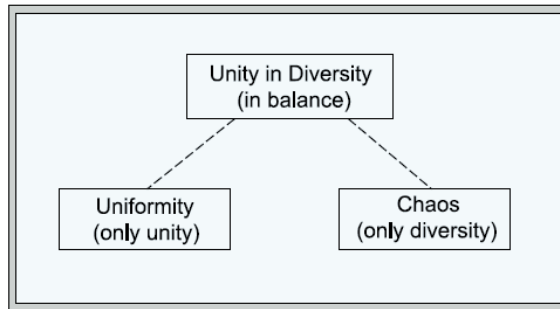 Unity in Diversity
(in balance)
Uniformity
(only unity)
Chaos
(only diversity)